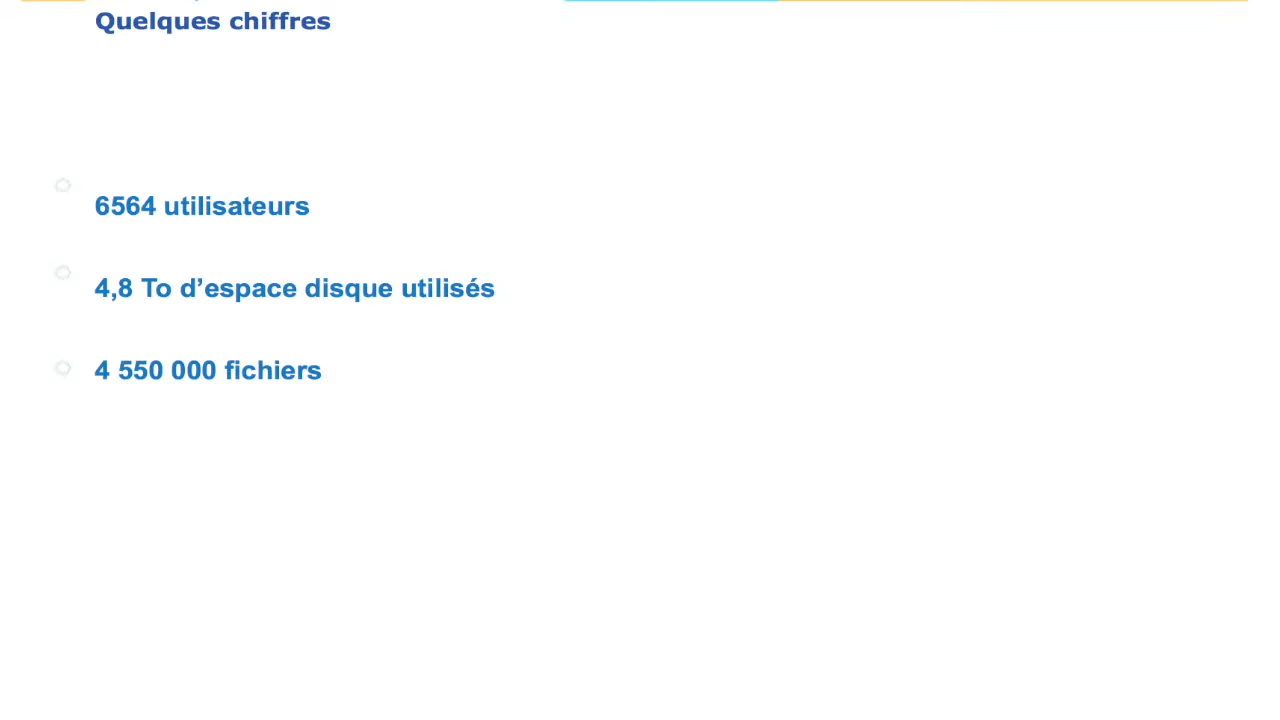 Quelques chiffres
6564 utilisateurs
4,8 To d’espace disque utilisés
4 550 000 fichiers